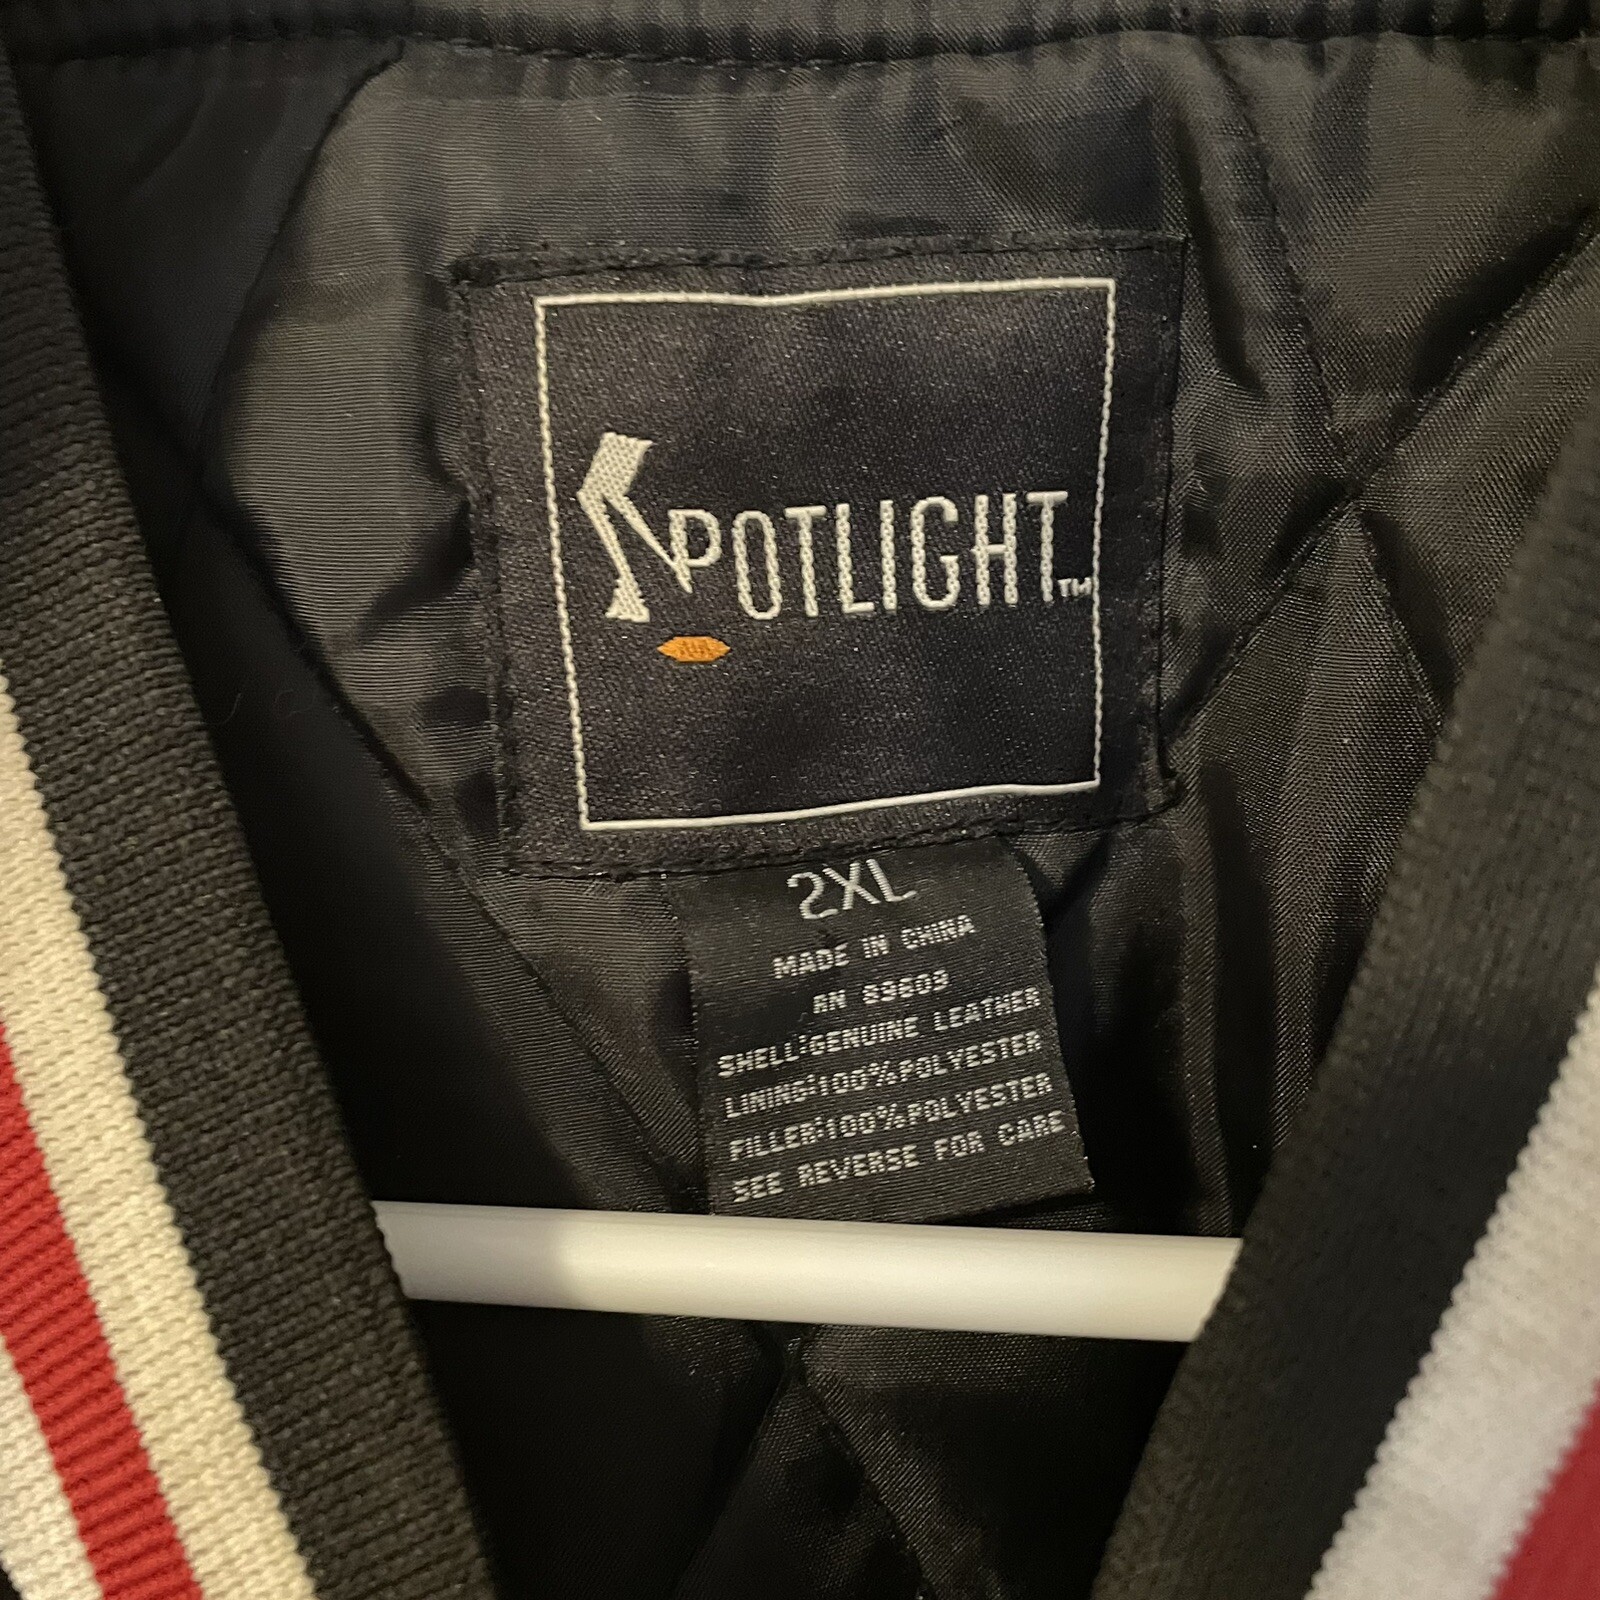 SPOTLIGHT™
2XL
MADE IN CHINA
RN 89809
SHELL:GENUINE LEATHER
LINING:100%POLYESTER
FILLER:100%POLYESTER
SEE REVERSE FOR CARE